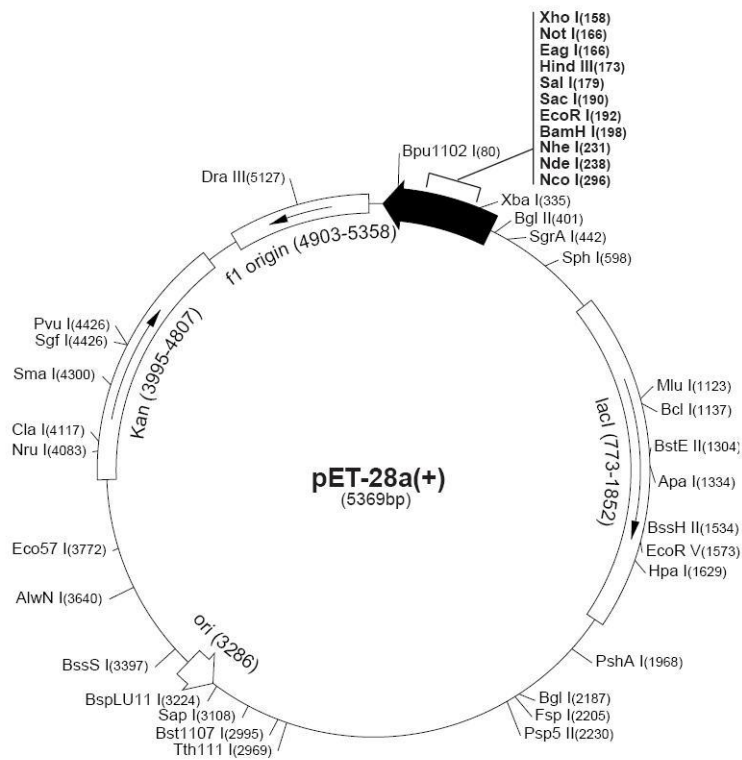 Xho I(158)
Not I(166)
Eag I(166)
Hind III(173)
Sal I(179)
Sac I(190)
EcoR I(192)
BamH I(198)
Nhe I(231)
Nde I(238)
Nco I(296)
Bpu1102 I(80)
Dra III(5127)
Xba I(335)
Bgl II(401)
SgrA I(442)
Sph I(598)
f1 origin (4903-5358)
Pvu I(4426)
Sgf I(4426)
Sma I(4300)
Kan (3995-4807)
Cla I(4117)
Nru I(4083)
Mlu I(1123)
Bcl I(1137)
BstE II(1304)
Apa I(1334)
lacI (773-1852)
BssH II(1534)
EcoR V(1573)
Hpa I(1629)
pET-28a(+)
(5369bp)
Eco57 I(3772)
AlwN I(3640)
ori (3286)
BssS I(3397)
BspLU11 I(3224)
Sap I(3108)
Bst1107 I(2995)
Tth111 I(2969)
PshA I(1968)
Bgl I(2187)
Fsp I(2205)
Psp5 II(2230)